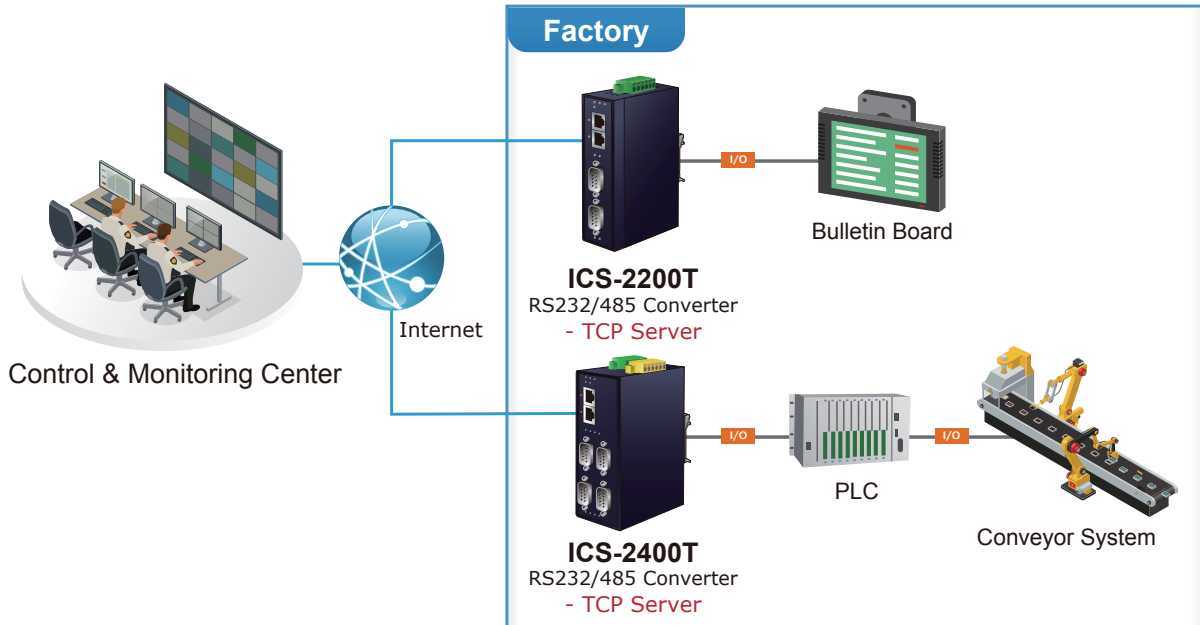 Factory
I/O
Bulletin Board
ICS-2200T
RS232/485 Converter
- TCP Server
Internet
Control & Monitoring Center
I/O
I/O
PLC
Conveyor System
ICS-2400T
RS232/485 Converter
- TCP Server